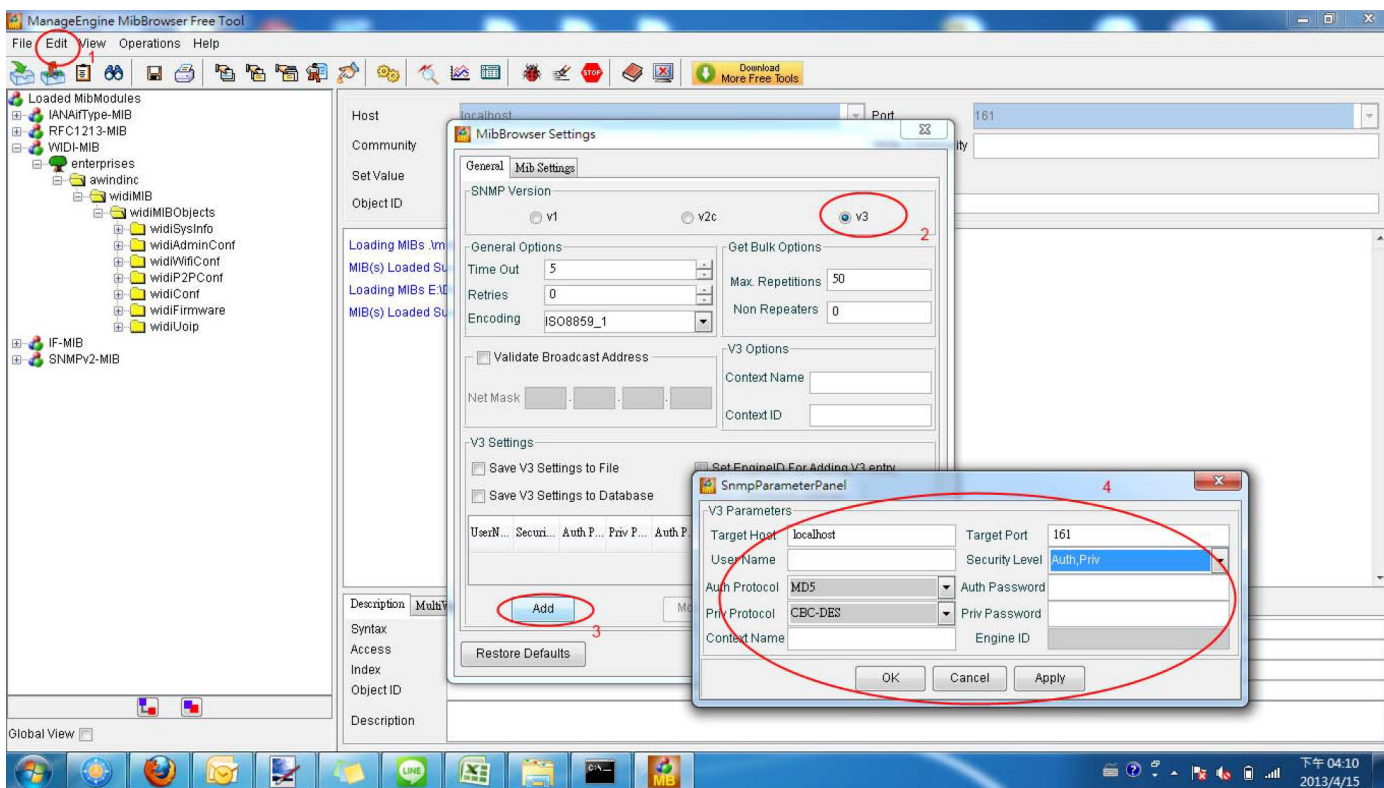 ManageEngine MibBrowser Free Tool
File Edit View Operations Help
1
STOP
Download
More Free Tools
Loaded MibModules
IANAifType-MIB
RFC1213-MIB
WIDI-MIB
enterprises
awindinc
widiMIB
widiMIBObjects
widiSysInfo
widiAdminConf
widiWifiConf
widiP2PConf
widiConf
widiFirmware
widiUoip
IF-MIB
SNMPv2-MIB
Global View
Host localhost Port 161
Community
Set Value
Object ID
Loading MIBs .\m
MIB(s) Loaded Su
Loading MIBs E:\D
MIB(s) Loaded Su
Description MultiV
Syntax
Access
Index
Object ID
Description
MibBrowser Settings
General Mib Settings
SNMP Version
v1 v2c v3
2
General Options
Time Out 5
Retries 0
Encoding ISO8859_1
Get Bulk Options
Max. Repetitions 50
Non Repeaters 0
Validate Broadcast Address
Net Mask . . .
V3 Options
Context Name
Context ID
V3 Settings
Save V3 Settings to File Set EngineID For Adding V3 entry
Save V3 Settings to Database
UserN... Securi... Auth P... Priv P... Auth P
Add Mo
3
Restore Defaults
SnmpParameterPanel
4
V3 Parameters
Target Host localhost Target Port 161
User Name Security Level Auth,Priv
Auth Protocol MD5 Auth Password
Priv Protocol CBC-DES Priv Password
Context Name Engine ID
OK Cancel Apply
LINE
C:\
MB
下午 04:10
2013/4/15